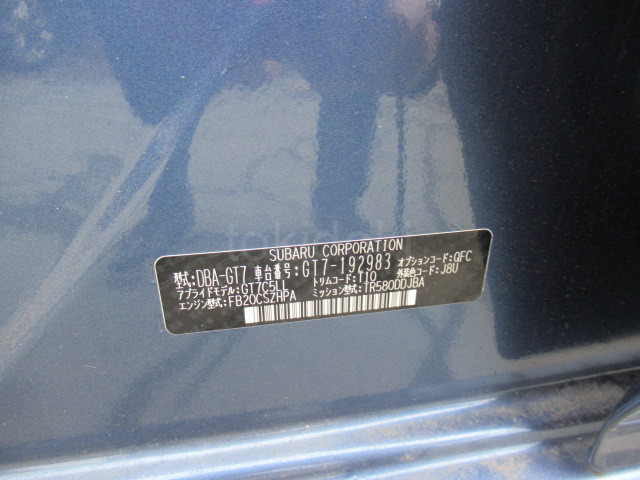 SUBARU CORPORATION
型式:DBA-GT7 車台番号:GT7-192983 オプションコード:QFC
アプライドモデル:GT7C5LL トリムコード:T10 外装色コード:J8U
エンジン型式:FB20CSZHPA ミッション型式:TR580DDJBA